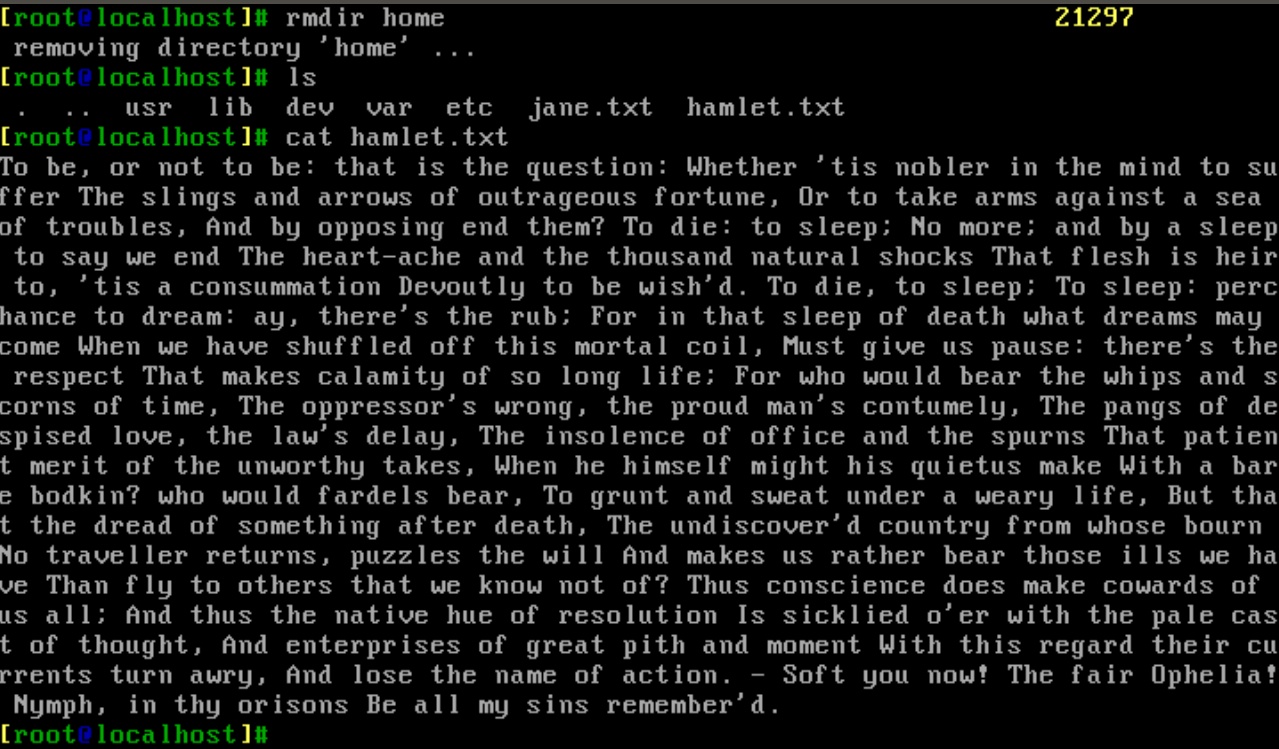 [root@localhost]# rmdir home 21297
removing directory 'home' ...
[root@localhost]# ls
. .. usr lib dev var etc jane.txt hamlet.txt
[root@localhost]# cat hamlet.txt
To be, or not to be: that is the question: Whether 'tis nobler in the mind to su
ffer The slings and arrows of outrageous fortune, Or to take arms against a sea
of troubles, And by opposing end them? To die: to sleep; No more; and by a sleep
to say we end The heart-ache and the thousand natural shocks That flesh is heir
to, 'tis a consummation Devoutly to be wish'd. To die, to sleep; To sleep: perc
hance to dream: ay, there's the rub; For in that sleep of death what dreams may
come When we have shuffled off this mortal coil, Must give us pause: there's the
respect That makes calamity of so long life; For who would bear the whips and s
corns of time, The oppressor's wrong, the proud man's contumely, The pangs of de
spised love, the law's delay, The insolence of office and the spurns That patien
t merit of the unworthy takes, When he himself might his quietus make With a bar
e bodkin? who would fardels bear, To grunt and sweat under a weary life, But tha
t the dread of something after death, The undiscover'd country from whose bourn
No traveller returns, puzzles the will And makes us rather bear those ills we ha
ve Than fly to others that we know not of? Thus conscience does make cowards of
us all; And thus the native hue of resolution Is sicklied o'er with the pale cas
t of thought, And enterprises of great pith and moment With this regard their cu
rrents turn awry, And lose the name of action. - Soft you now! The fair Ophelia!
Nymph, in thy orisons Be all my sins remember'd.
[root@localhost]#